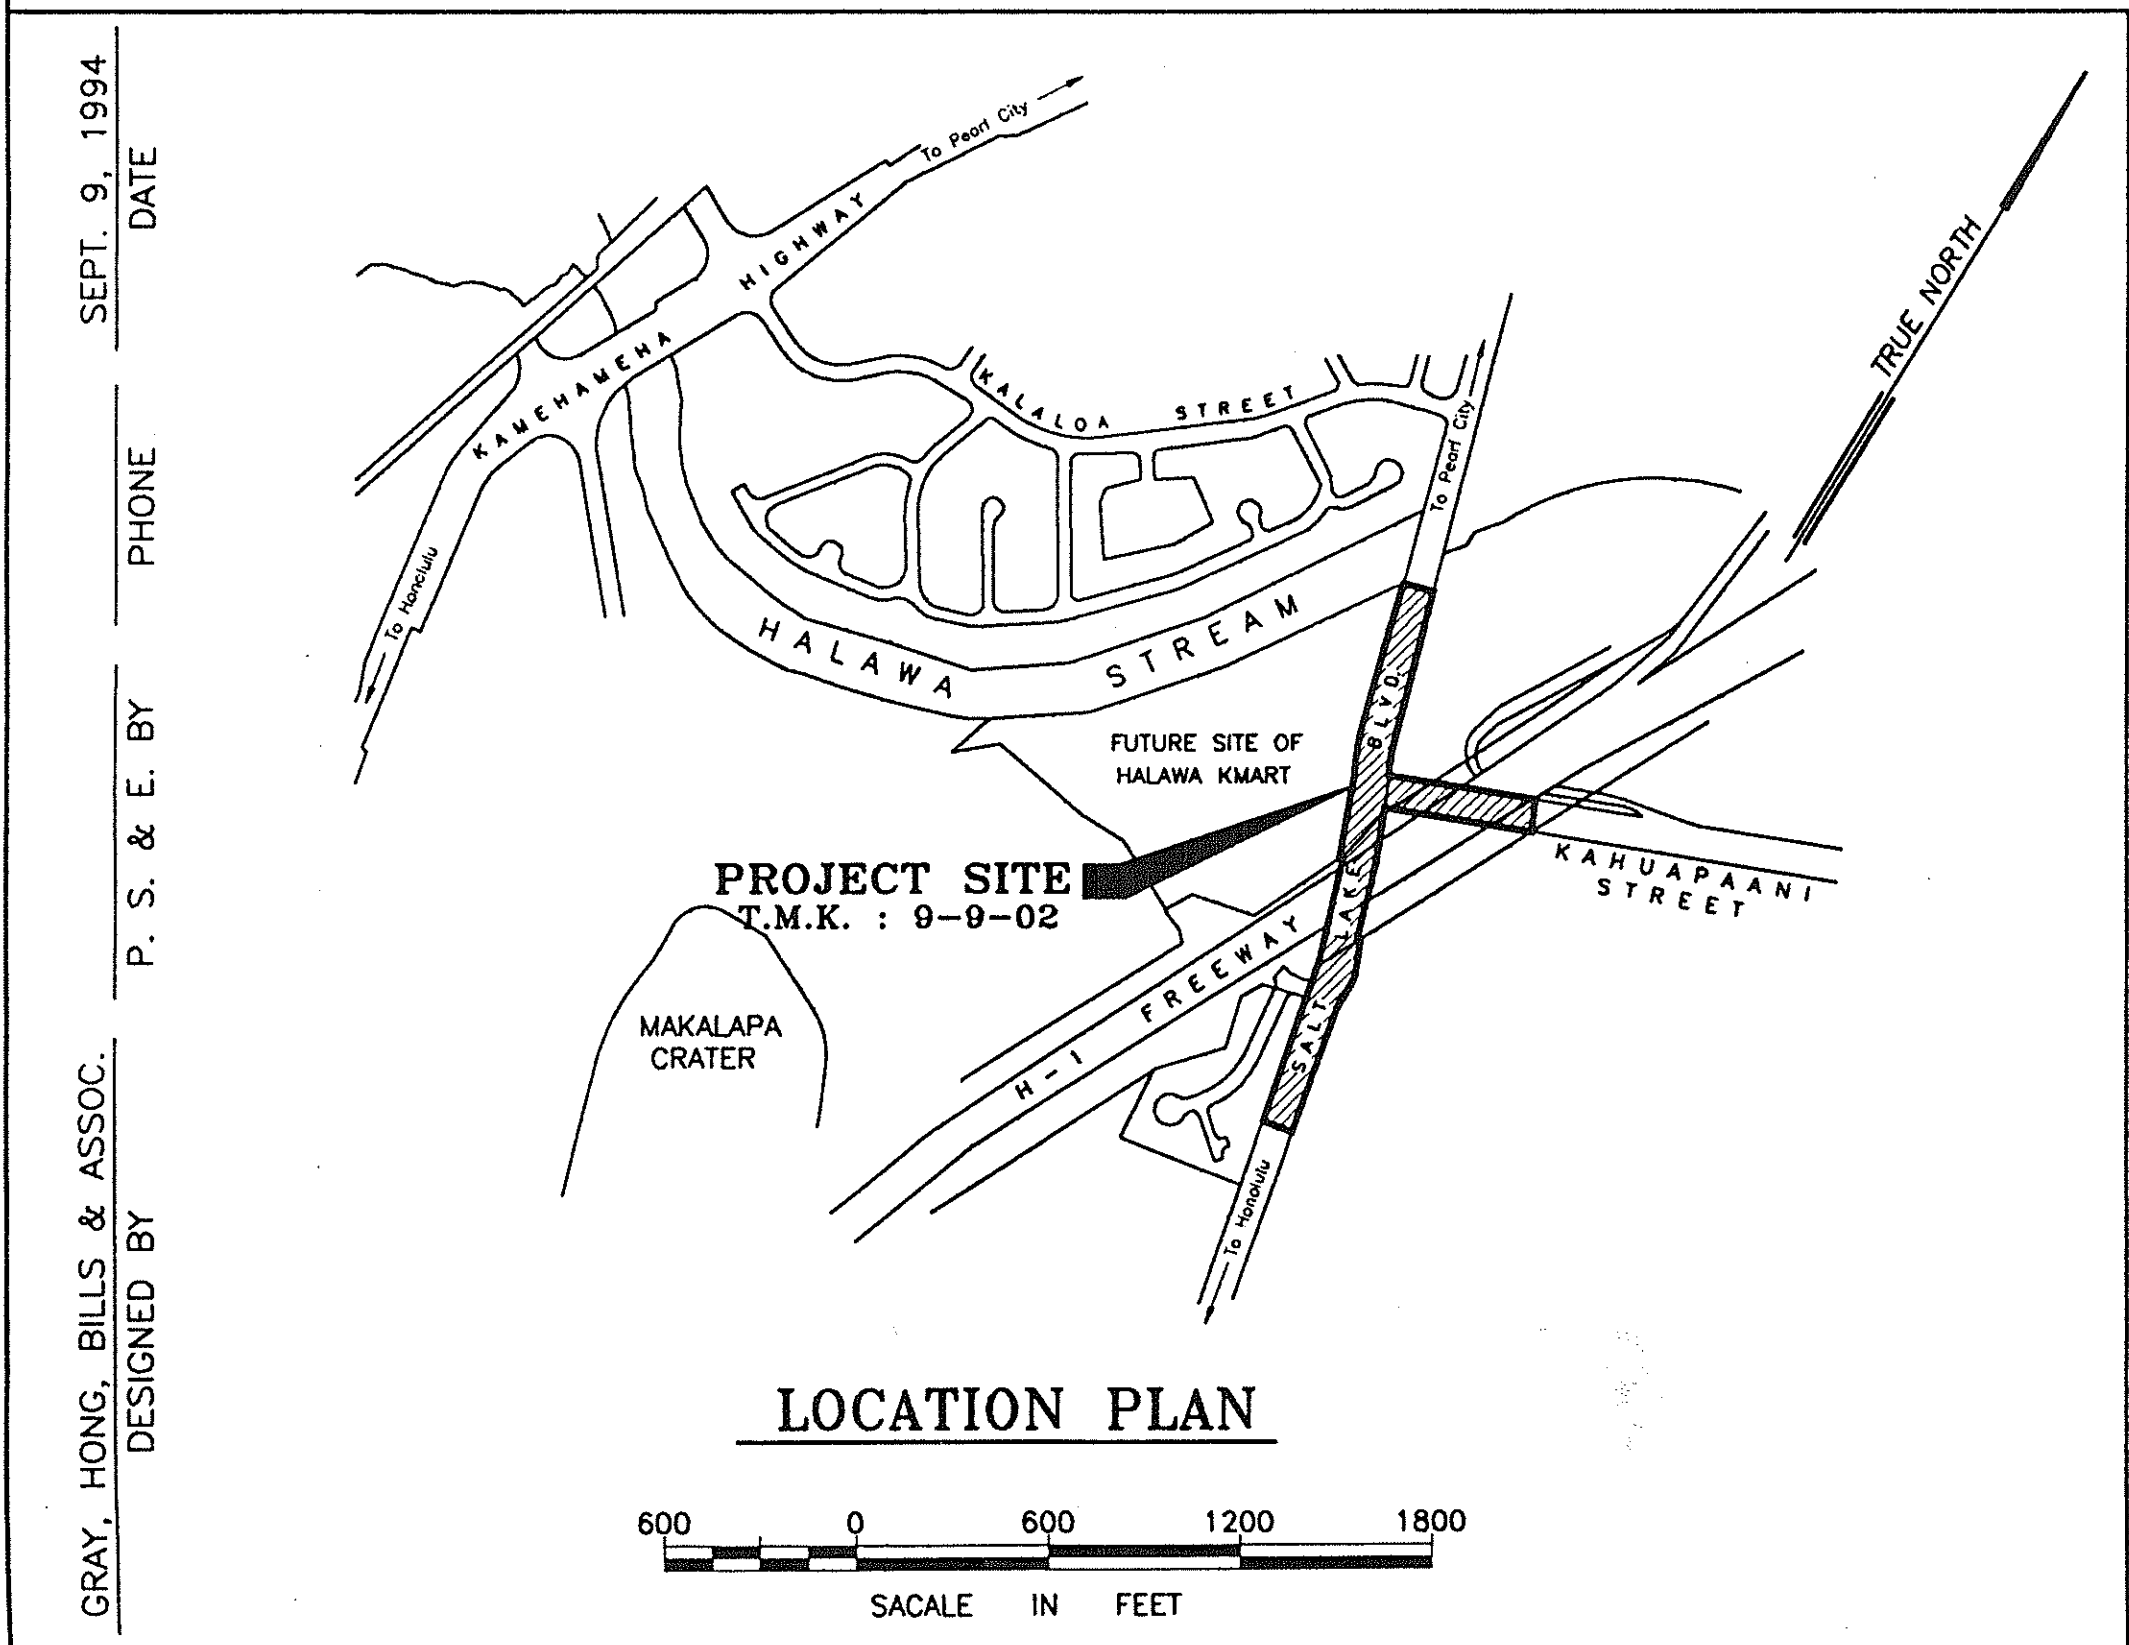 SEPT. 9, 1994
DATE
PHONE
P. S. & E. BY
GRAY, HONG, BILLS & ASSOC.
DESIGNED BY
To Pearl City
KAMEHAMEHA HIGHWAY
To Honolulu
KALALOA STREET
To Pearl City
TRUE NORTH
HALAWA STREAM
FUTURE SITE OF
HALAWA KMART
SALT LAKE BLVD.
PROJECT SITE
T.M.K. : 9-9-02
KAHUAPAANI
STREET
H-1 FREEWAY
MAKALAPA
CRATER
To Honolulu
LOCATION PLAN
600 0 600 1200 1800
SACALE IN FEET